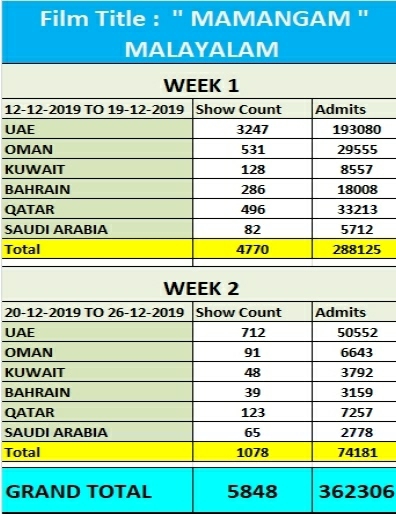 Film Title : " MAMANGAM "
MALAYALAM
WEEK 1
12-12-2019 TO 19-12-2019 Show Count Admits
UAE 3247 193080
OMAN 531 29555
KUWAIT 128 8557
BAHRAIN 286 18008
QATAR 496 33213
SAUDI ARABIA 82 5712
Total 4770 288125
WEEK 2
20-12-2019 TO 26-12-2019 Show Count Admits
UAE 712 50552
OMAN 91 6643
KUWAIT 48 3792
BAHRAIN 39 3159
QATAR 123 7257
SAUDI ARABIA 65 2778
Total 1078 74181
GRAND TOTAL 5848 362306